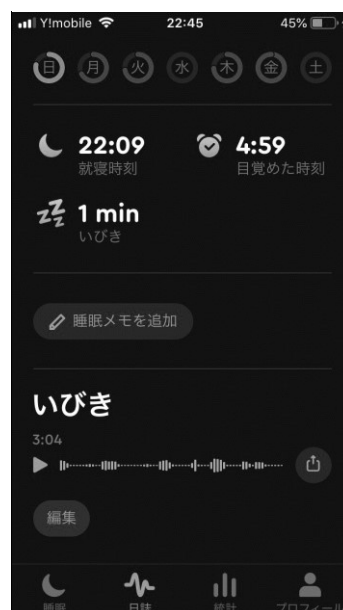 Y!mobile 22:45 45%
日 月 火 水 木 金 土
22:09 4:59
就寝時刻 目覚めた時刻
zzz 1 min
いびき
睡眠メモを追加
いびき
3:04
編集
睡眠 日誌 統計 プロフィール